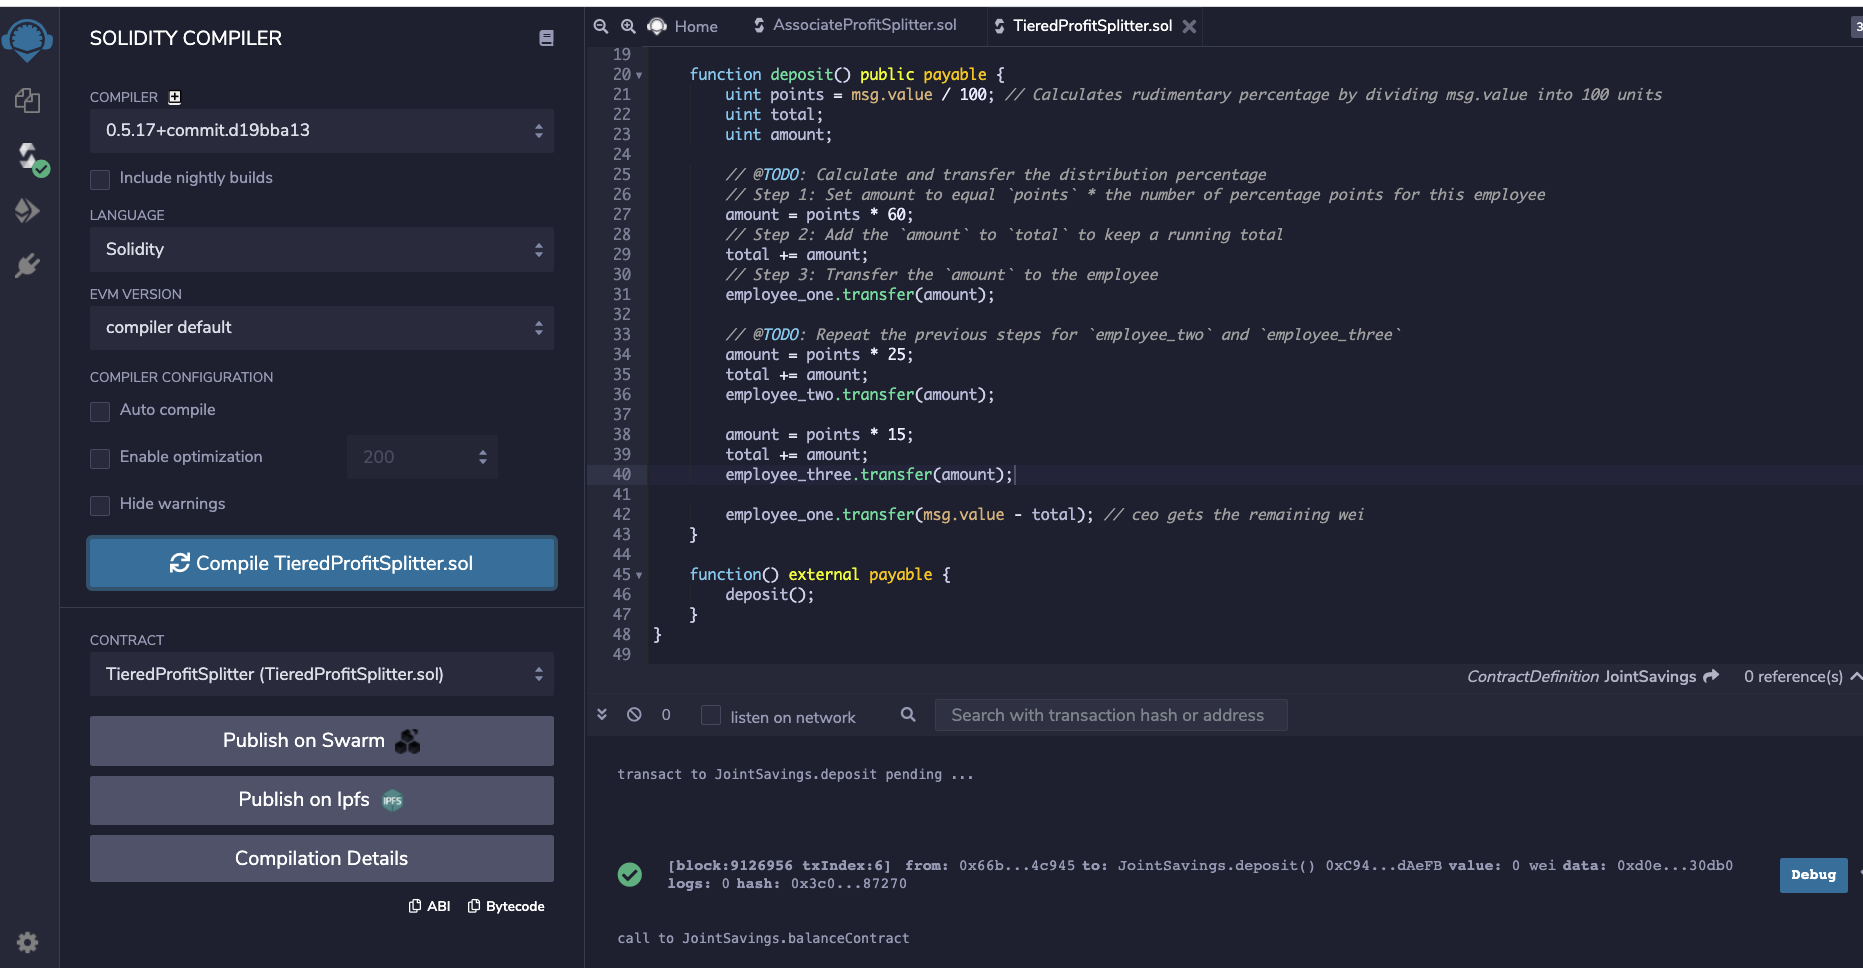 SOLIDITY COMPILER
COMPILER
0.5.17+commit.d19bba13
Include nightly builds
LANGUAGE
Solidity
EVM VERSION
compiler default
COMPILER CONFIGURATION
Auto compile
Enable optimization
200
Hide warnings
Compile TieredProfitSplitter.sol
CONTRACT
TieredProfitSplitter (TieredProfitSplitter.sol)
Publish on Swarm
Publish on Ipfs IPFS
Compilation Details
ABI Bytecode
Home AssociateProfitSplitter.sol TieredProfitSplitter.sol 3
19
20 function deposit() public payable {
21 uint points = msg.value / 100; // Calculates rudimentary percentage by dividing msg.value into 100 units
22 uint total;
23 uint amount;
24
25 // @TODO: Calculate and transfer the distribution percentage
26 // Step 1: Set amount to equal `points` * the number of percentage points for this employee
27 amount = points * 60;
28 // Step 2: Add the `amount` to `total` to keep a running total
29 total += amount;
30 // Step 3: Transfer the `amount` to the employee
31 employee_one.transfer(amount);
32
33 // @TODO: Repeat the previous steps for `employee_two` and `employee_three`
34 amount = points * 25;
35 total += amount;
36 employee_two.transfer(amount);
37
38 amount = points * 15;
39 total += amount;
40 employee_three.transfer(amount);
41
42 employee_one.transfer(msg.value - total); // ceo gets the remaining wei
43 }
44
45 function() external payable {
46 deposit();
47 }
48 }
49
ContractDefinition JointSavings 0 reference(s)
0 listen on network Search with transaction hash or address
transact to JointSavings.deposit pending ...
[block:9126956 txIndex:6] from: 0x66b...4c945 to: JointSavings.deposit() 0xC94...dAeFB value: 0 wei data: 0xd0e...30db0
logs: 0 hash: 0x3c0...87270
Debug
call to JointSavings.balanceContract